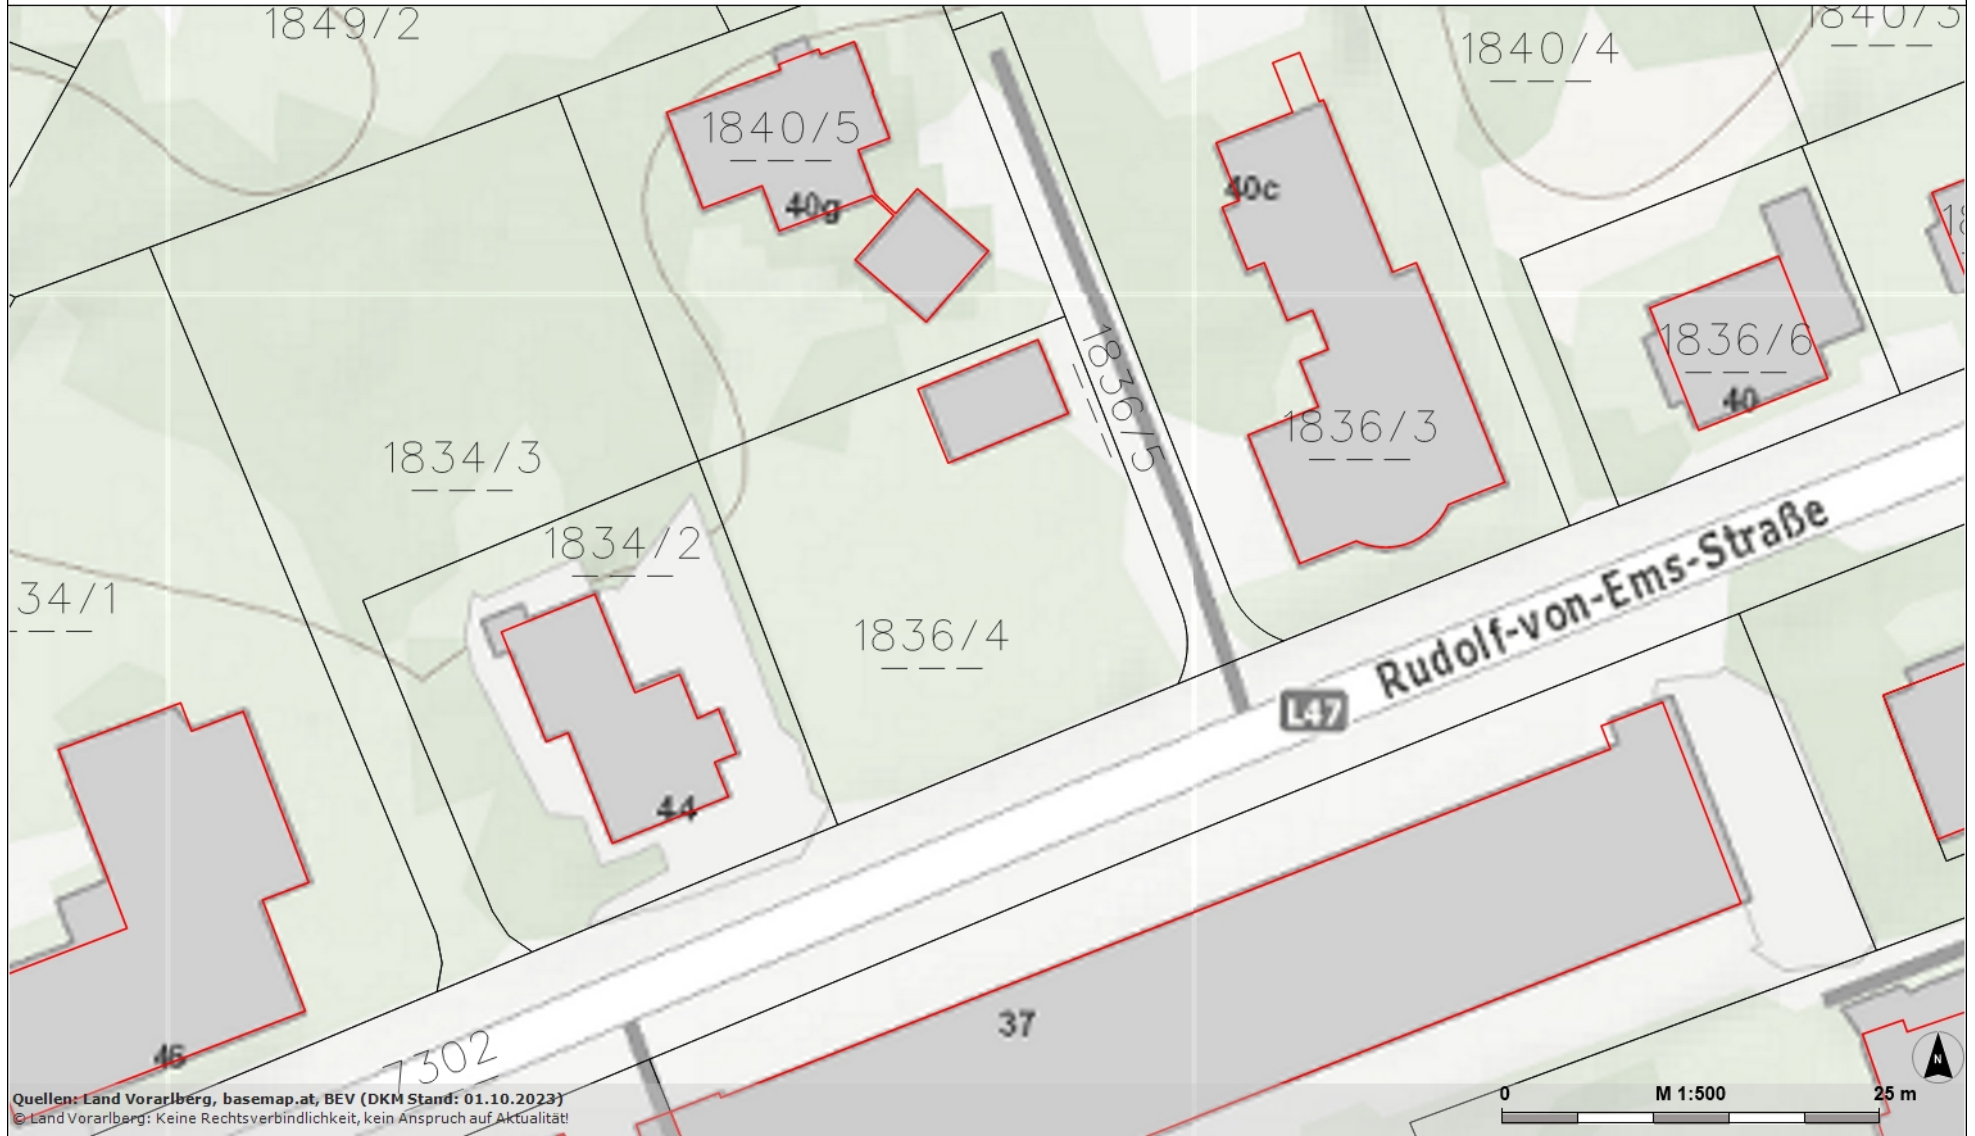 1849/2
1840/3
1840/4
1840/5
40g
40c
1836/5
1836/6
40
1836/3
1834/3
1834/2
34/1
1836/4
Rudolf-von-Ems-Straße
L47
44
37
46
7302
N
0 M 1:500 25 m
Quellen: Land Vorarlberg, basemap.at, BEV (DKM Stand: 01.10.2023)
© Land Vorarlberg: Keine Rechtsverbindlichkeit, kein Anspruch auf Aktualität!